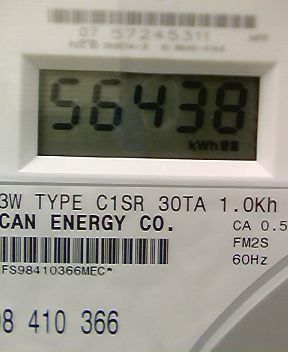 07 57245311
56438
kWh
3W TYPE C1SR 30TA 1.0Kh
CAN ENERGY CO.
CA 0.5
FM2S
60Hz
FS98410366MEC*
98 410 366